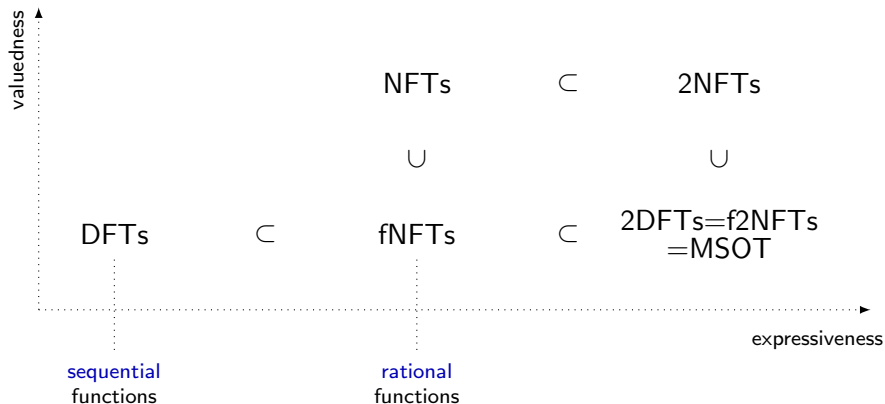 valuedness
NFTs ⊂ 2NFTs
∪ ∪
DFTs ⊂ fNFTs ⊂ 2DFTs=f2NFTs
=MSOT
expressiveness
sequential
functions
rational
functions